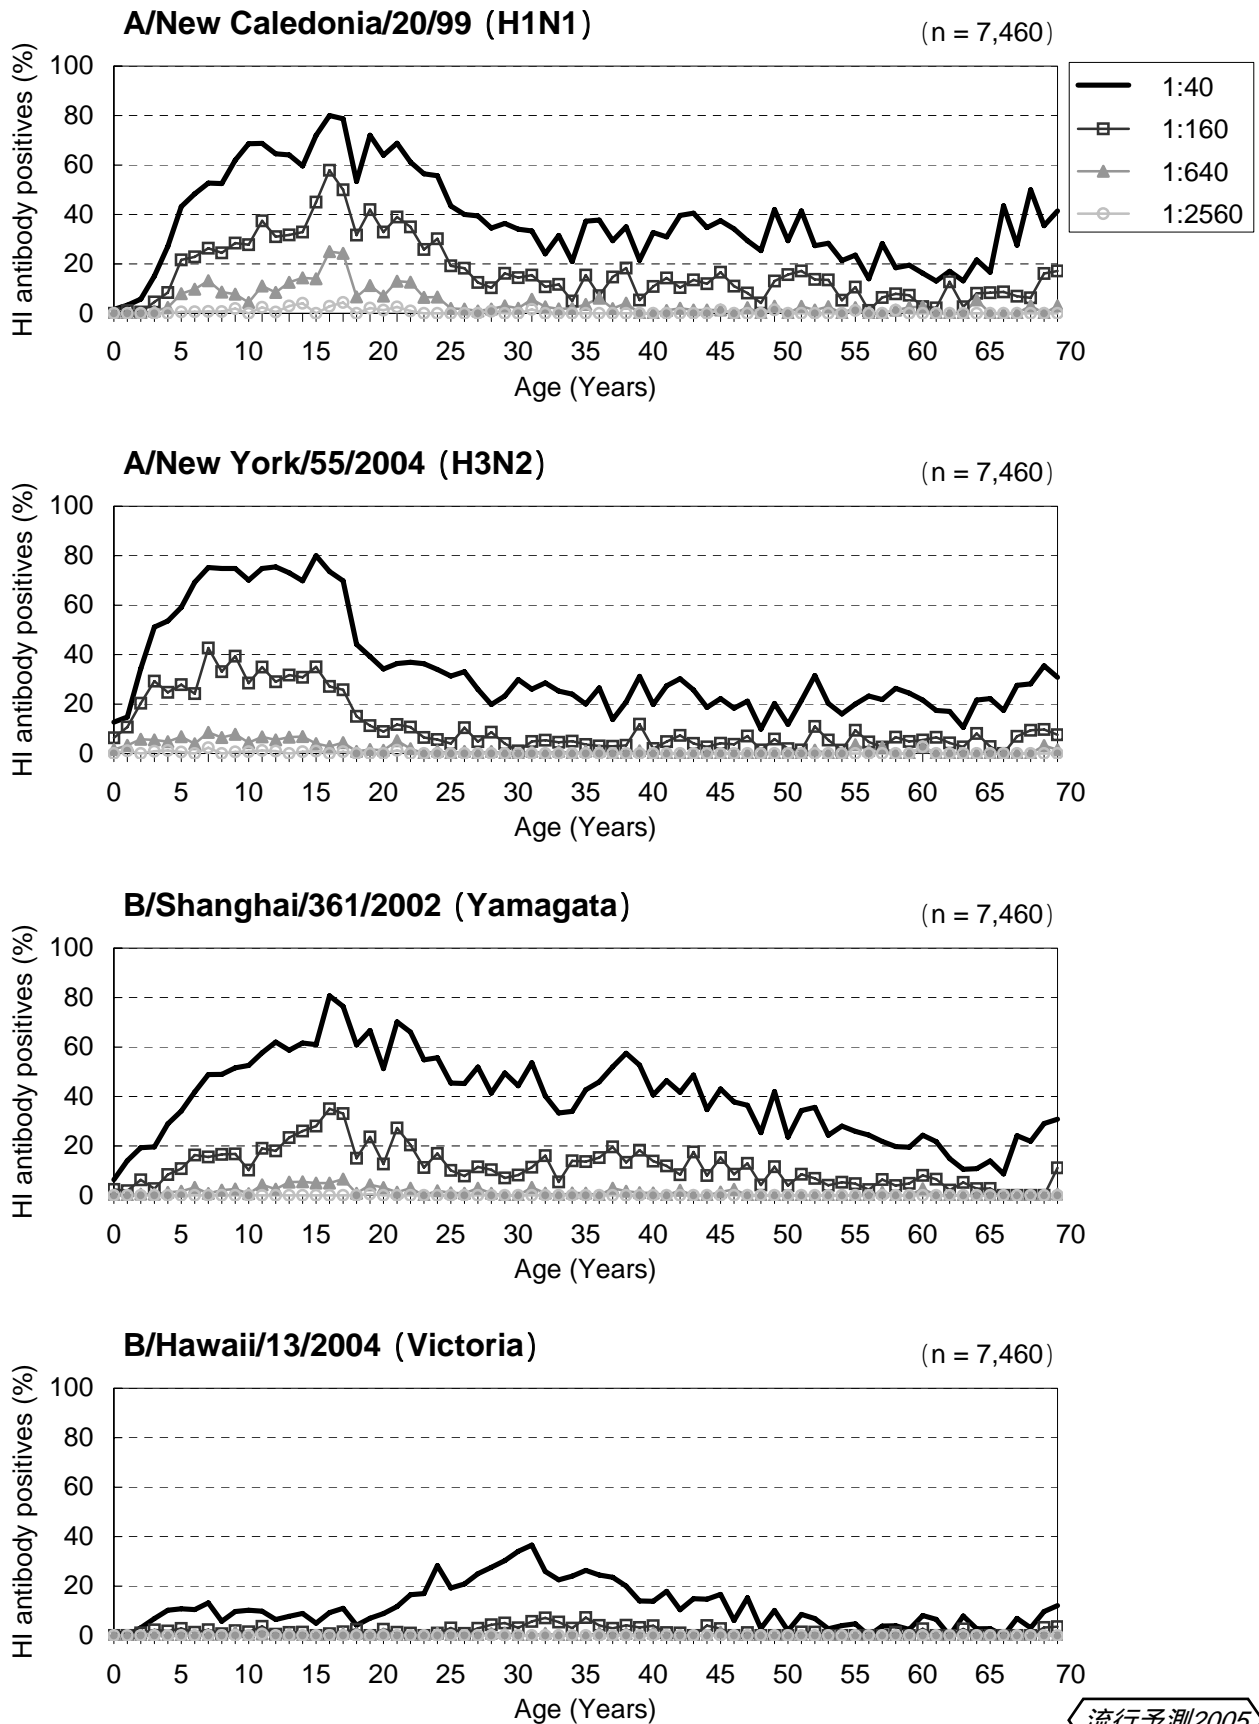 A/New Caledonia/20/99 (H1N1)
(n = 7,460)
HI antibody positives (%)
100
80
60
40
20
0
0 5 10 15 20 25 30 35 40 45 50 55 60 65 70
Age (Years)
1:40
1:160
1:640
1:2560
A/New York/55/2004 (H3N2)
(n = 7,460)
HI antibody positives (%)
100
80
60
40
20
0
0 5 10 15 20 25 30 35 40 45 50 55 60 65 70
Age (Years)
B/Shanghai/361/2002 (Yamagata)
(n = 7,460)
HI antibody positives (%)
100
80
60
40
20
0
0 5 10 15 20 25 30 35 40 45 50 55 60 65 70
Age (Years)
B/Hawaii/13/2004 (Victoria)
(n = 7,460)
HI antibody positives (%)
100
80
60
40
20
0
0 5 10 15 20 25 30 35 40 45 50 55 60 65 70
Age (Years)
流行予測2005